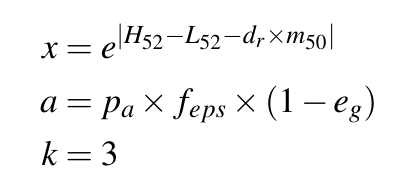 x = e^{|H_{52}−L_{52}−d_r×m_{50}|}
a = p_a × f_{eps} × (1 − e_g)
k = 3